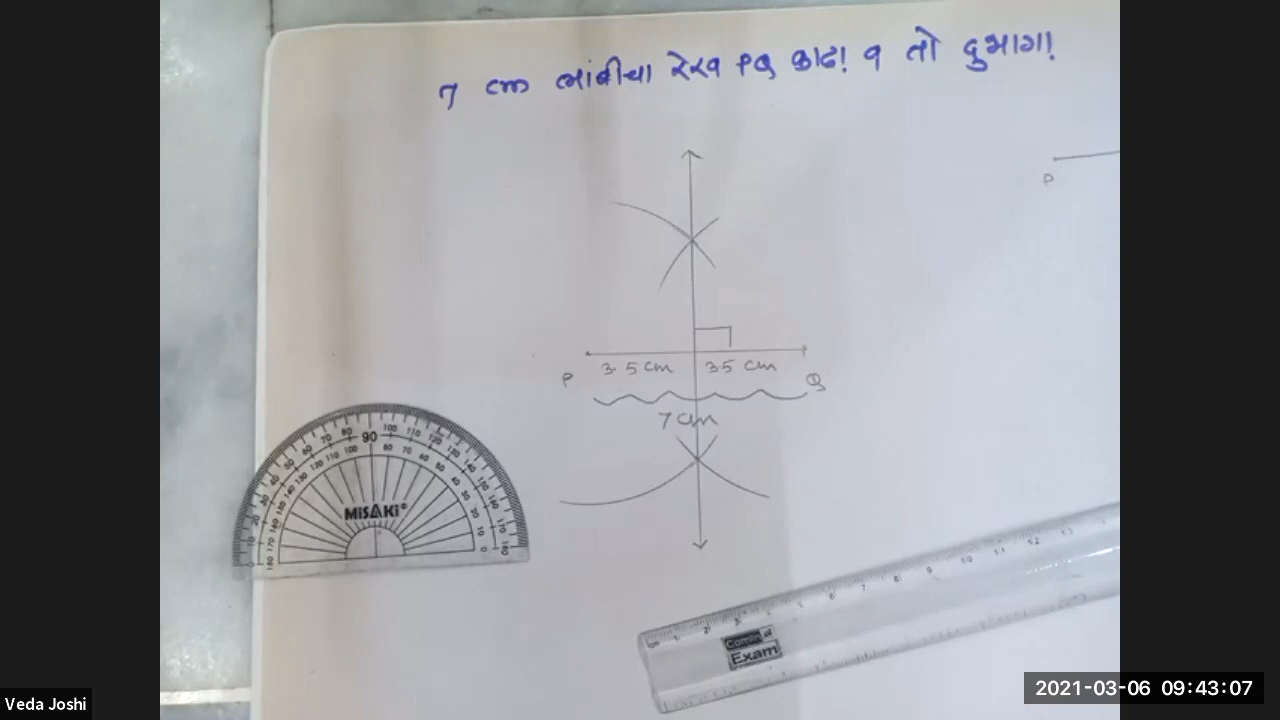 7 cm लांबीचा रेख PQ काढा व तो दुभागा
P
3.5 cm 3.5 cm
P Q
7 cm
90
MiSAKi®
Camlin
Exam
Veda Joshi
2021-03-06 09:43:07